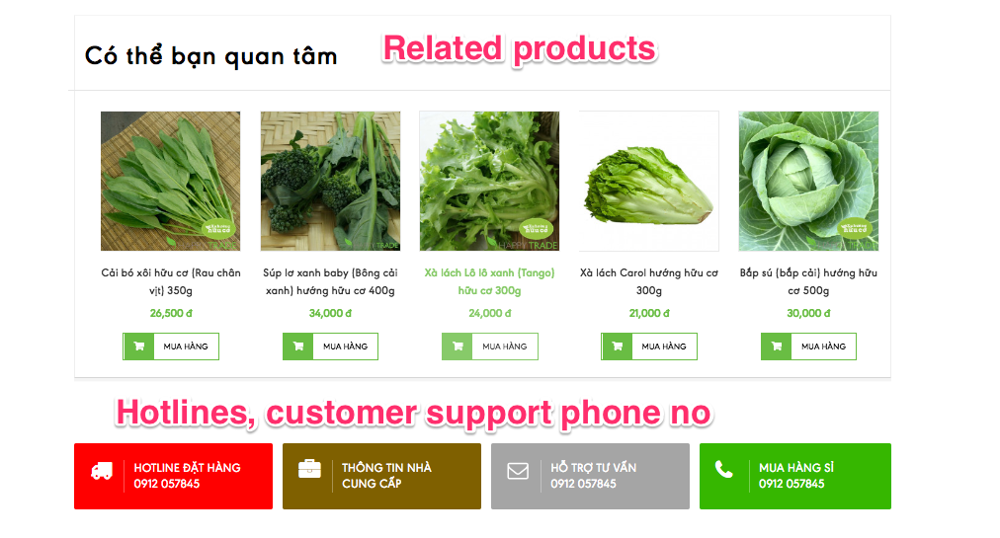 Có thể bạn quan tâm
Related products
HAPPY TRADE
Cải bó xôi hữu cơ (Rau chân
vịt) 350g
26,500 đ
MUA HÀNG
Súp lơ xanh baby (Bông cải
xanh) hướng hữu cơ 400g
34,000 đ
MUA HÀNG
Xà lách Lô lô xanh (Tango)
hữu cơ 300g
24,000 đ
MUA HÀNG
Xà lách Carol hướng hữu cơ
300g
21,000 đ
MUA HÀNG
Bắp sú (bắp cải) hướng hữu
cơ 500g
30,000 đ
MUA HÀNG
Hotlines, customer support phone no
HOTLINE ĐẶT HÀNG
0912 057845
THÔNG TIN NHÀ
CUNG CẤP
HỖ TRỢ TƯ VẤN
0912 057845
MUA HÀNG SỈ
0912 057845